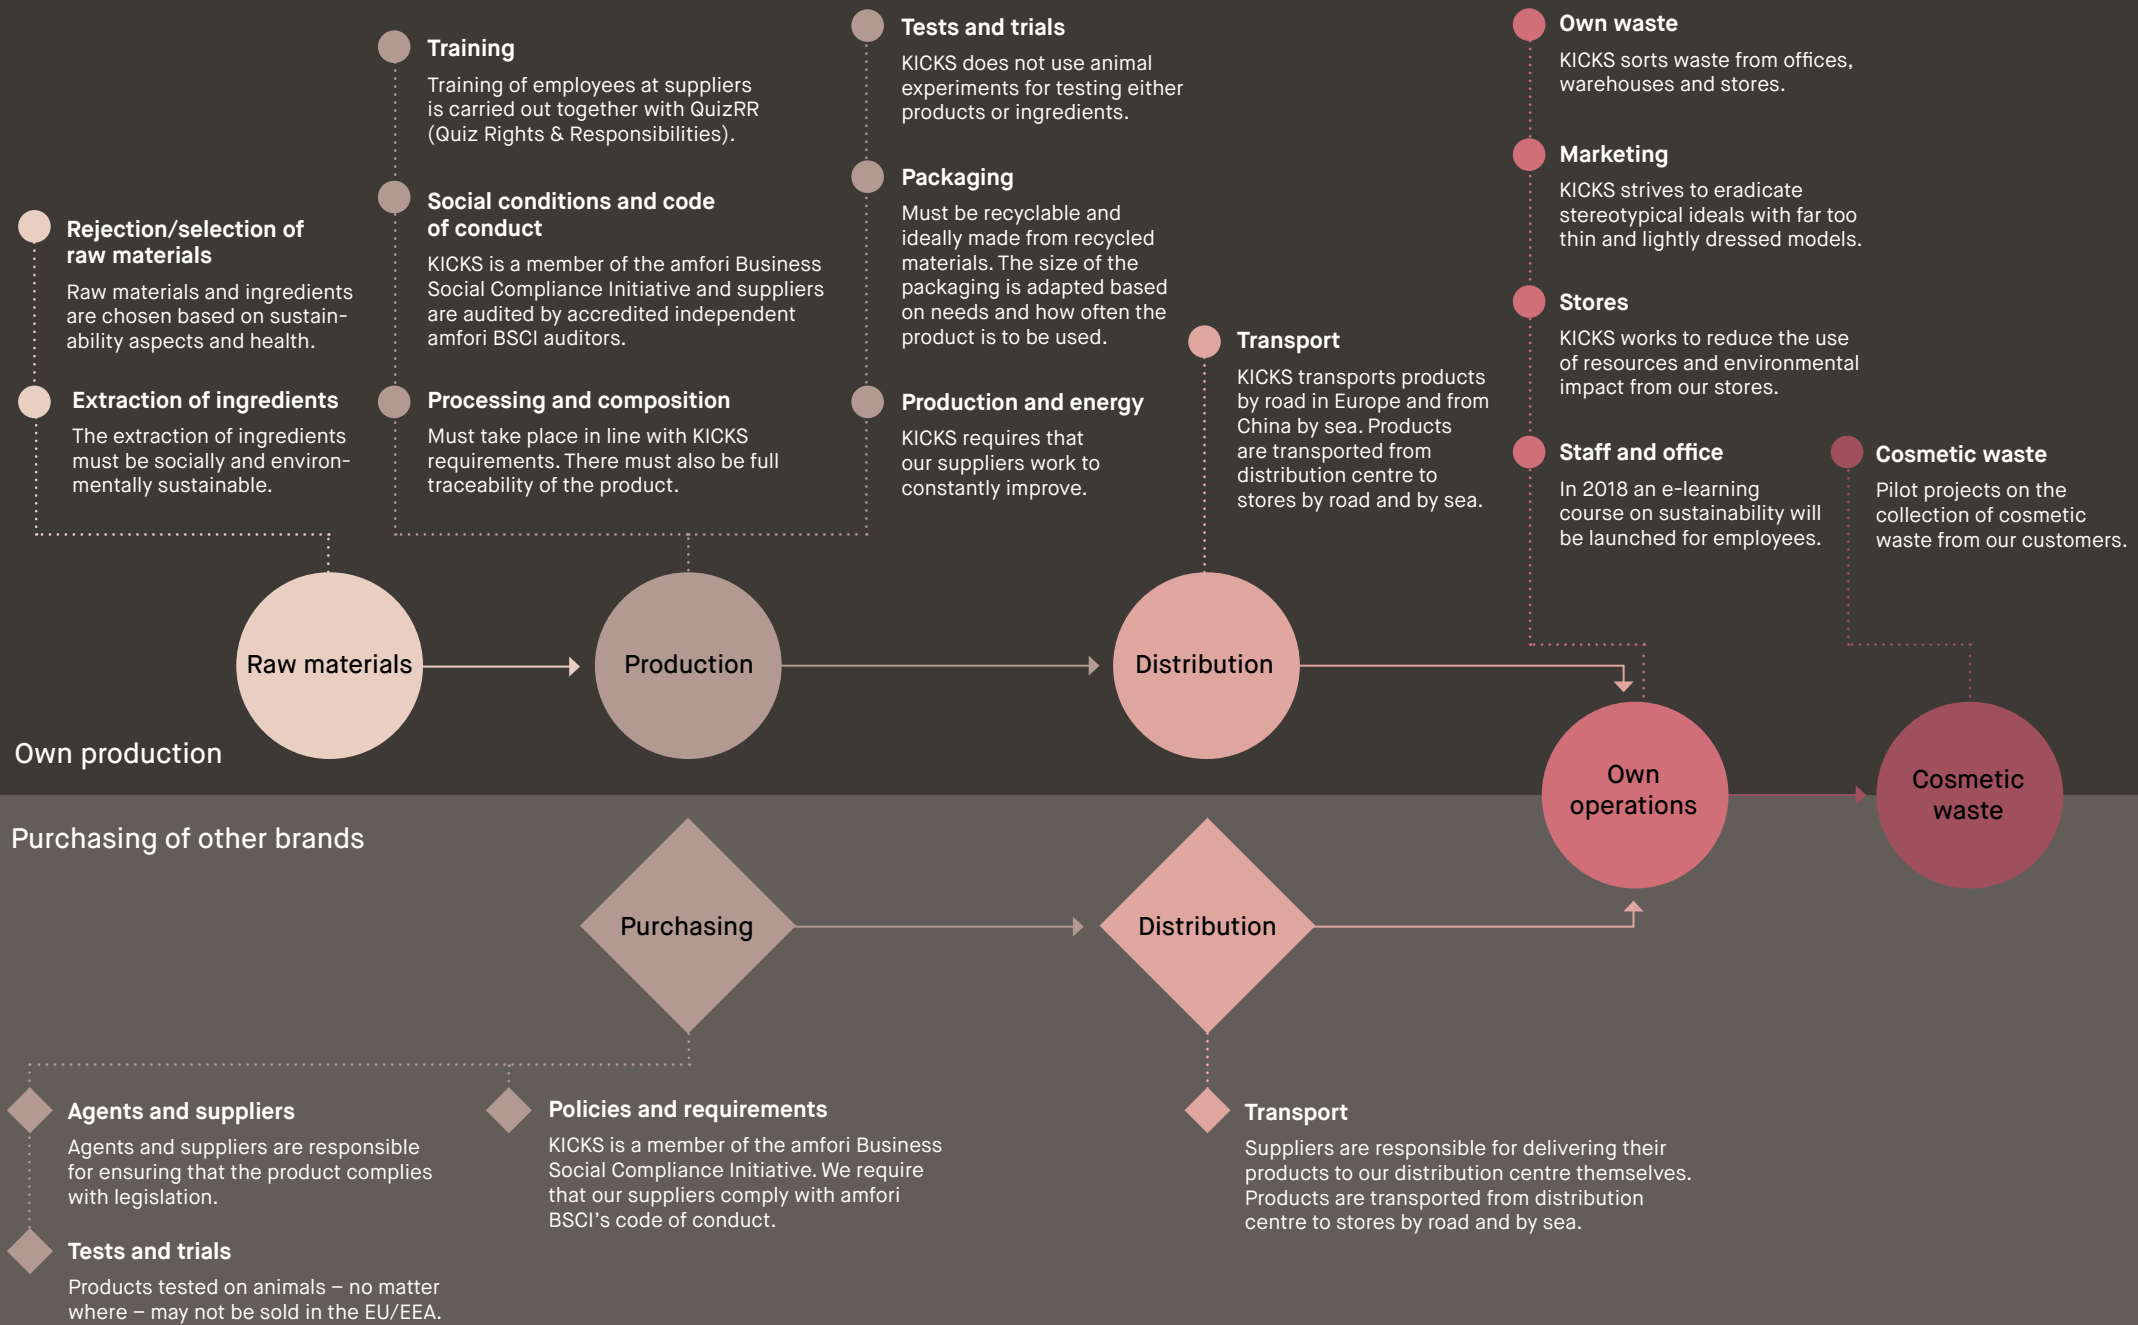 Rejection/selection of
raw materials
Raw materials and ingredients
are chosen based on sustain-
ability aspects and health.
Extraction of ingredients
The extraction of ingredients
must be socially and environ-
mentally sustainable.
Training
Training of employees at suppliers
is carried out together with QuizRR
(Quiz Rights & Responsibilities).
Social conditions and code
of conduct
KICKS is a member of the amfori Business
Social Compliance Initiative and suppliers
are audited by accredited independent
amfori BSCI auditors.
Processing and composition
Must take place in line with KICKS
requirements. There must also be full
traceability of the product.
Tests and trials
KICKS does not use animal
experiments for testing either
products or ingredients.
Packaging
Must be recyclable and
ideally made from recycled
materials. The size of the
packaging is adapted based
on needs and how often the
product is to be used.
Production and energy
KICKS requires that
our suppliers work to
constantly improve.
Transport
KICKS transports products
by road in Europe and from
China by sea. Products
are transported from
distribution centre to
stores by road and by sea.
Own waste
KICKS sorts waste from offices,
warehouses and stores.
Marketing
KICKS strives to eradicate
stereotypical ideals with far too
thin and lightly dressed models.
Stores
KICKS works to reduce the use
of resources and environmental
impact from our stores.
Staff and office
In 2018 an e-learning
course on sustainability will
be launched for employees.
Cosmetic waste
Pilot projects on the
collection of cosmetic
waste from our customers.
Raw materials
Production
Distribution
Own production
Own
operations
Cosmetic
waste
Purchasing of other brands
Purchasing
Distribution
Agents and suppliers
Agents and suppliers are responsible
for ensuring that the product complies
with legislation.
Tests and trials
Products tested on animals – no matter
where – may not be sold in the EU/EEA.
Policies and requirements
KICKS is a member of the amfori Business
Social Compliance Initiative. We require
that our suppliers comply with amfori
BSCI’s code of conduct.
Transport
Suppliers are responsible for delivering their
products to our distribution centre themselves.
Products are transported from distribution
centre to stores by road and by sea.